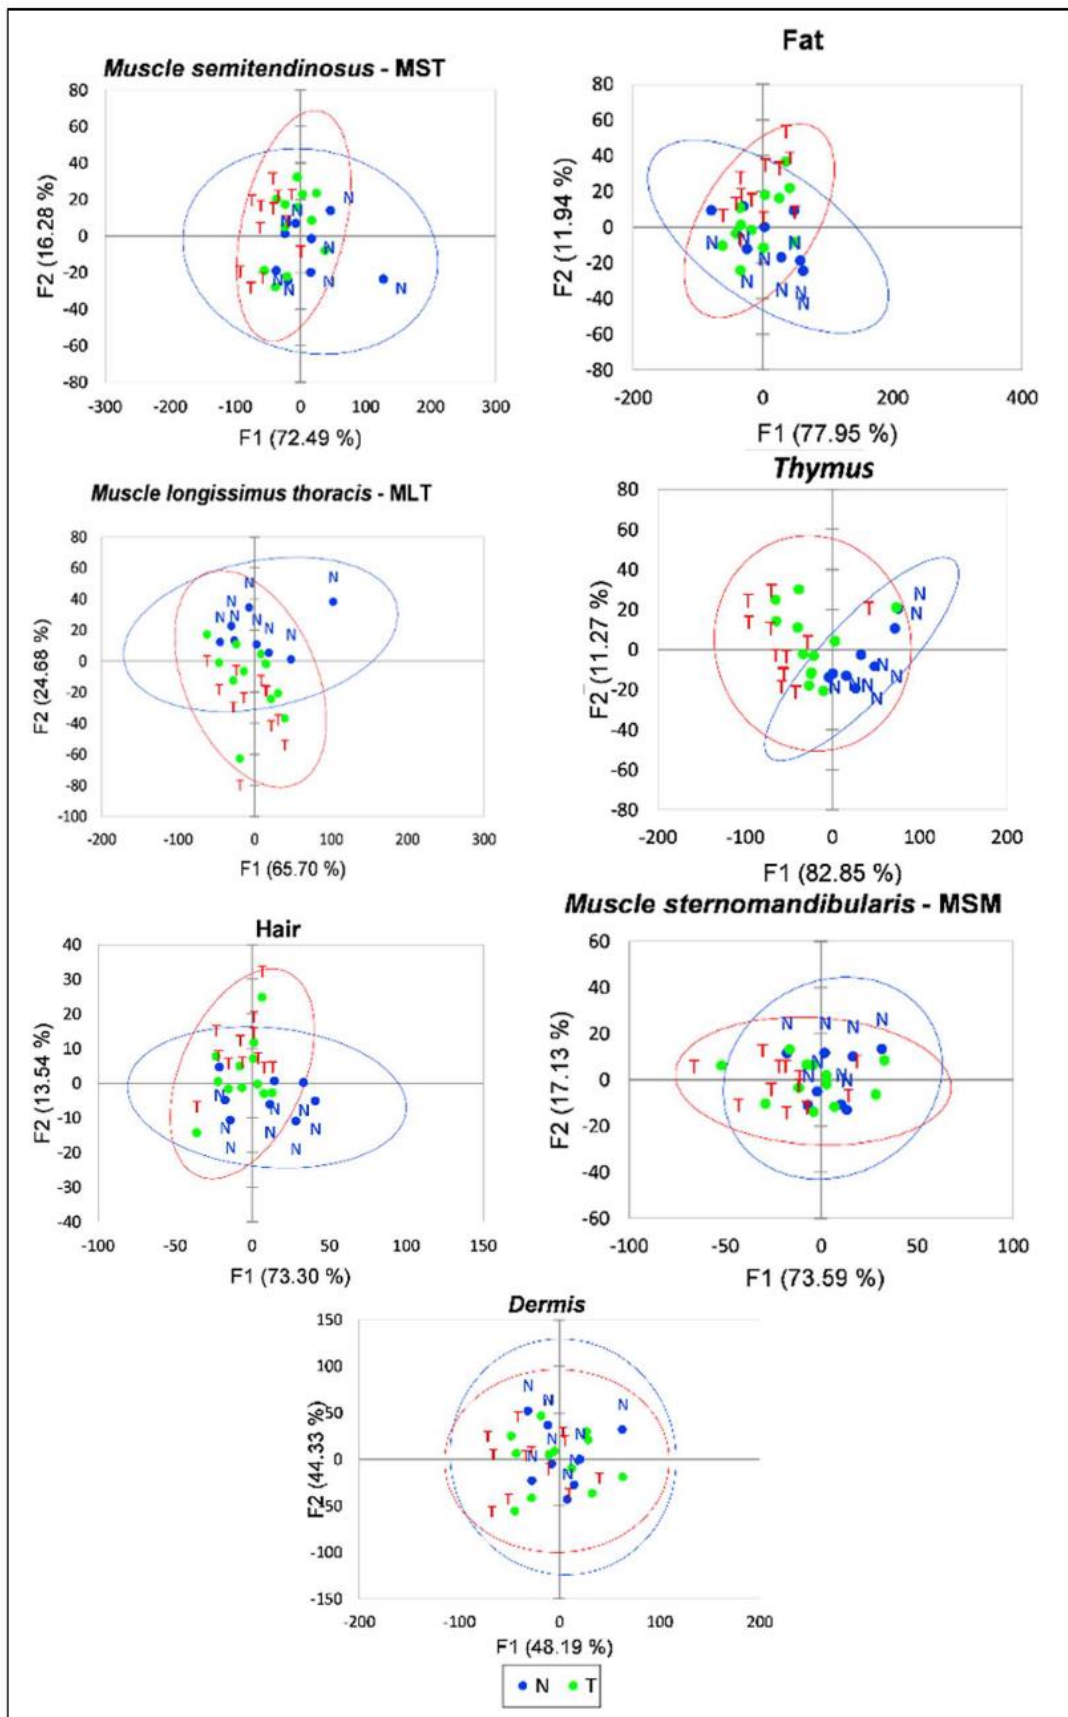 Muscle semitendinosus - MST
F2 (16.28 %)
80
60
40
20
0
-20
-40
-60
-80
-300 -200 -100 0 100 200 300
F1 (72.49 %)
Fat
F2 (11.94 %)
80
60
40
20
0
-20
-40
-60
-80
-200 0 200 400
F1 (77.95 %)
Muscle longissimus thoracis - MLT
F2 (24.68 %)
80
60
40
20
0
-20
-40
-60
-80
-100
-200 -100 0 100 200 300
F1 (65.70 %)
Thymus
F2 (11.27 %)
80
60
40
20
0
-20
-40
-60
-80
-200 -100 0 100 200
F1 (82.85 %)
Hair
F2 (13.54 %)
40
30
20
10
0
-10
-20
-30
-40
-100 -50 0 50 100 150
F1 (73.30 %)
Muscle sternomandibularis - MSM
F2 (17.13 %)
60
40
20
0
-20
-40
-60
-100 -50 0 50 100
F1 (73.59 %)
Dermis
F2 (44.33 %)
150
100
50
0
-50
-100
-150
-200 -100 0 100 200
F1 (48.19 %)
N T